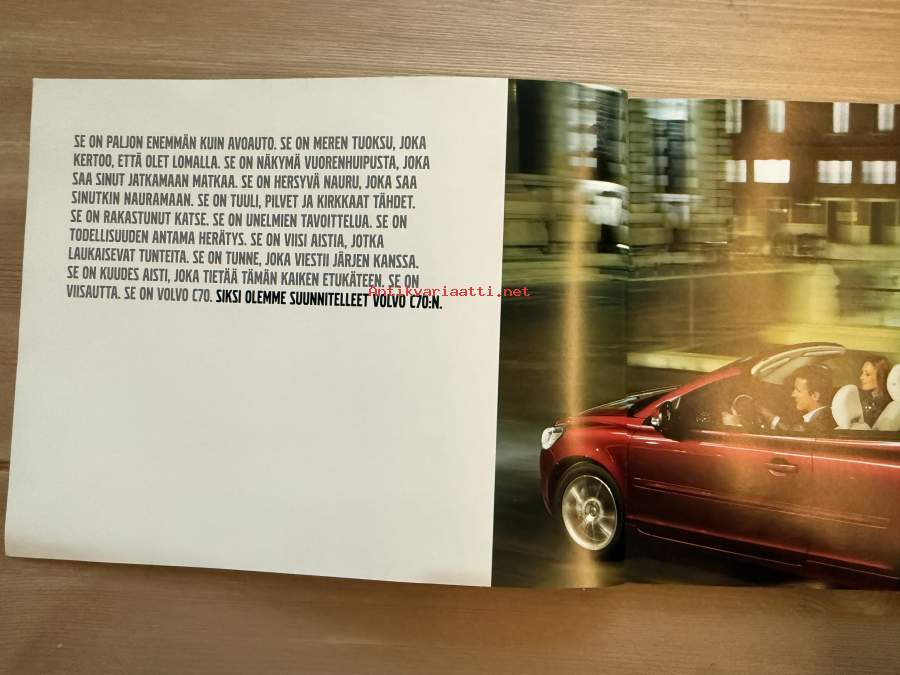 SE ON PALJON ENEMMÄN KUIN AVOAUTO. SE ON MEREN TUOKSU, JOKA
KERTOO, ETTÄ OLET LOMALLA. SE ON NÄKYMÄ VUORENHUIPUSTA, JOKA
SAA SINUT JATKAMAAN MATKAA. SE ON HERSYVÄ NAURU, JOKA SAA
SINUTKIN NAURAMAAN. SE ON TUULI, PILVET JA KIRKKAAT TÄHDET.
SE ON RAKASTUNUT KATSE. SE ON UNELMIEN TAVOITTELUA. SE ON
TODELLISUUDEN ANTAMA HERÄTYS. SE ON VIISI AISTIA, JOTKA
LAUKAISEVAT TUNTEITA. SE ON TUNNE, JOKA VIESTII JÄRJEN KANSSA.
SE ON KUUDES AISTI, JOKA TIETÄÄ TÄMÄN KAIKEN ETUKÄTEEN. SE ON
VIISAUTTA. SE ON VOLVO C70. SIKSI OLEMME SUUNNITELLEET VOLVO C70:N.
Antikvariaatti.net